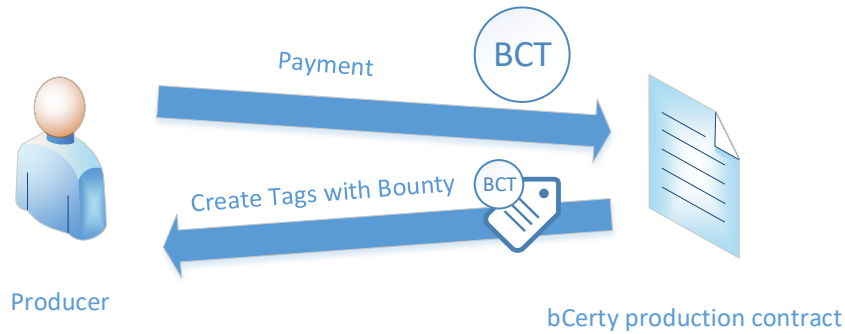 BCT
Payment
Create Tags with Bounty
BCT
Producer
bCerty production contract